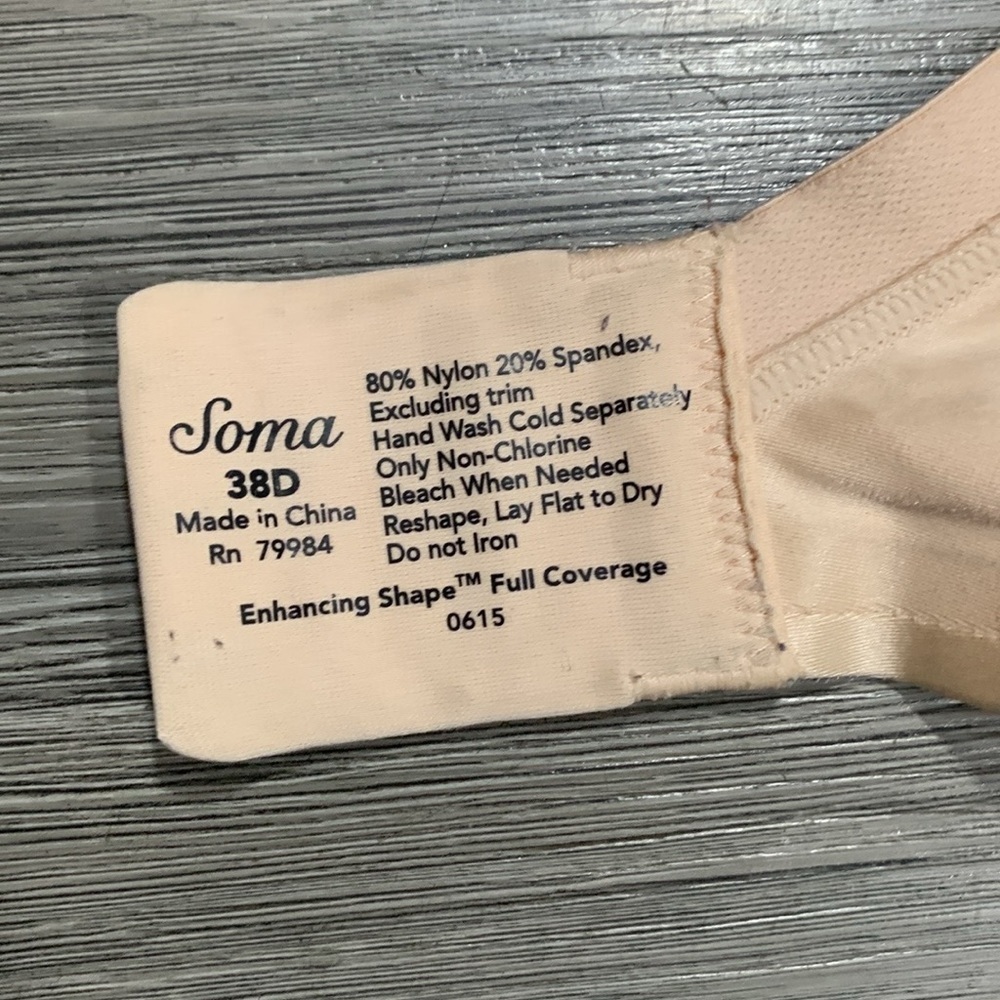 Soma
38D
Made in China
Rn 79984
80% Nylon 20% Spandex,
Excluding trim
Hand Wash Cold Separately
Only Non-Chlorine
Bleach When Needed
Reshape, Lay Flat to Dry
Do not Iron
Enhancing Shape™ Full Coverage
0615